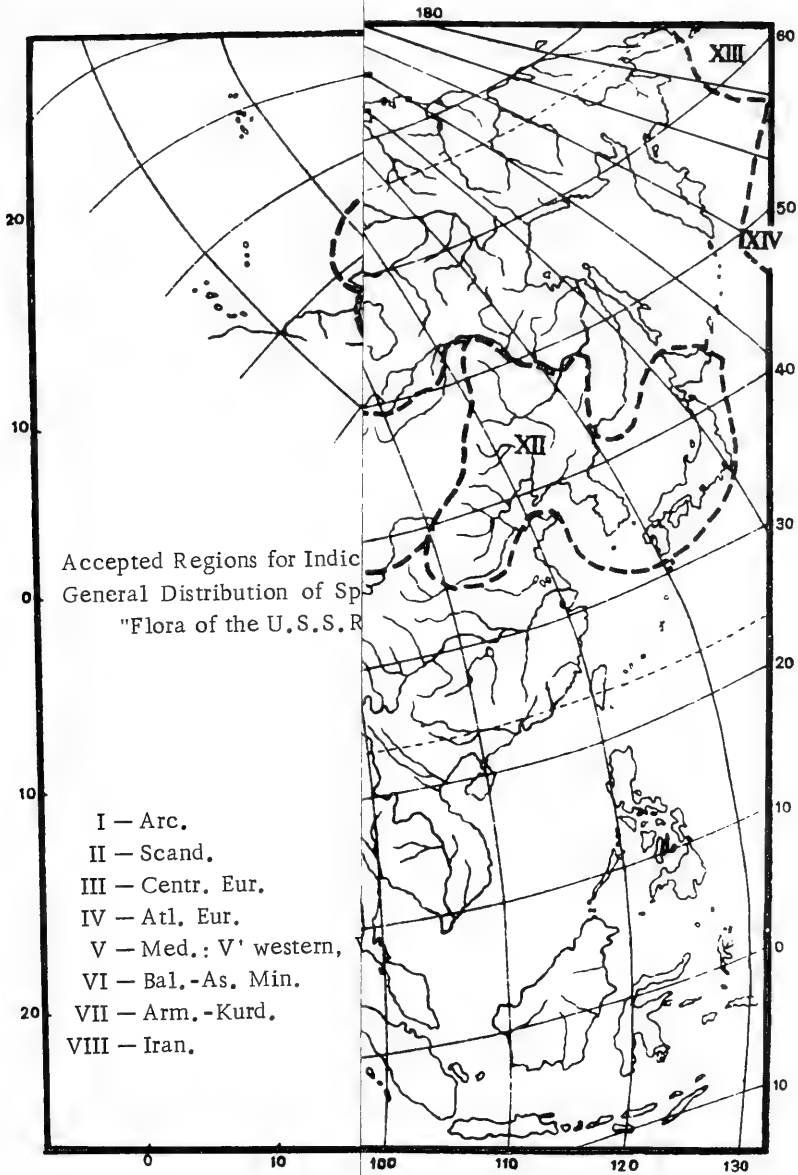 180
60
XIII
50
XIV
20
40
10
XII
30
Accepted Regions for Indic
General Distribution of Sp
"Flora of the U.S.S.R
0
20
10
10
I — Arc.
II — Scand.
III — Centr. Eur.
IV — Atl. Eur.
V — Med.: V' western,
VI — Bal.-As. Min.
VII — Arm.-Kurd.
VIII — Iran.
0
20
10
0
10
100
110
120
130